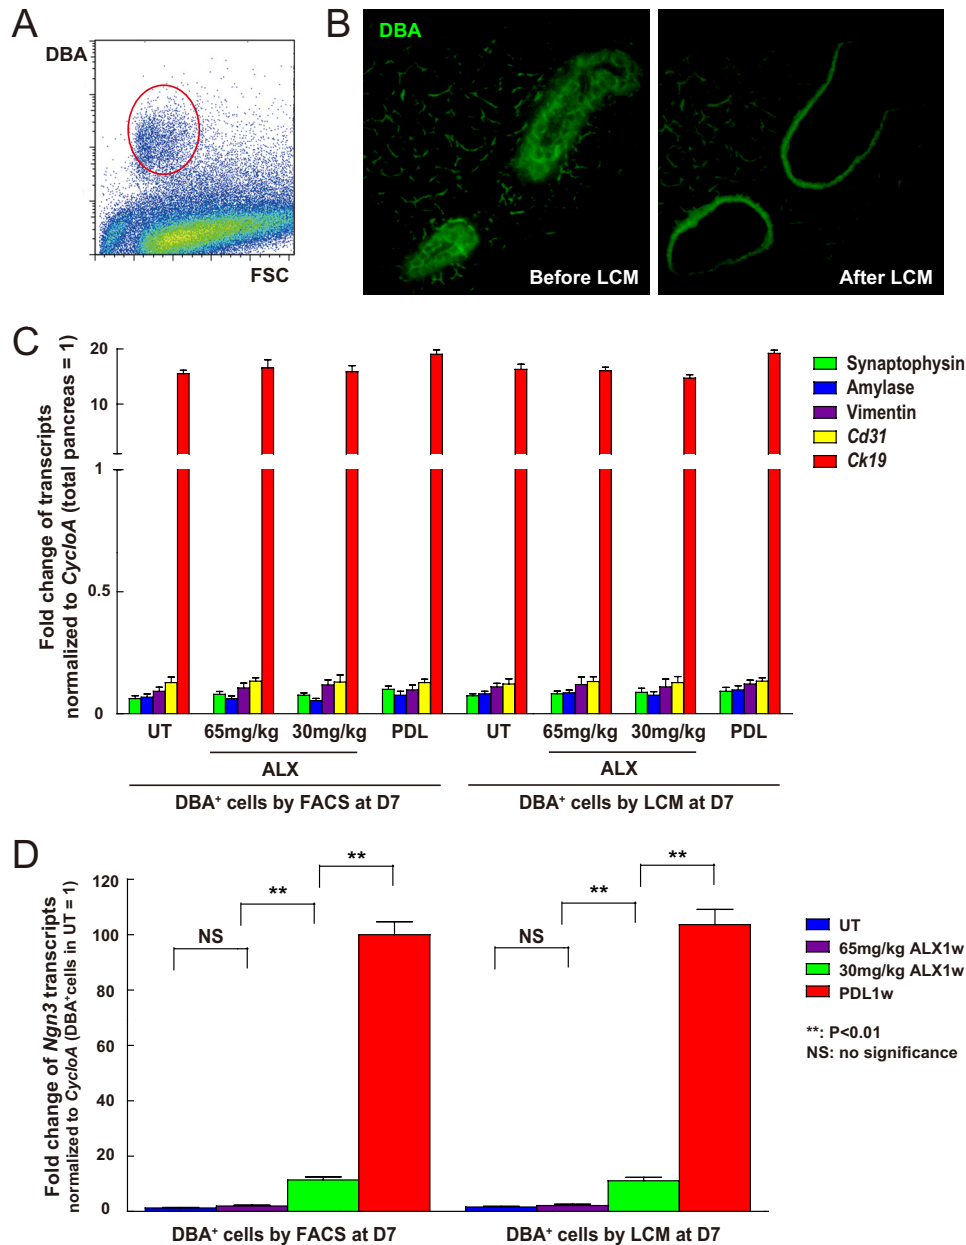 A
DBA
FSC
B
DBA
Before LCM
After LCM
C
Fold change of transcripts
normalized to CycloA (total pancreas = 1)
20
10
1
0.5
0
Synaptophysin
Amylase
Vimentin
Cd31
Ck19
UT 65mg/kg 30mg/kg PDL UT 65mg/kg 30mg/kg PDL
ALX ALX
DBA⁺ cells by FACS at D7 DBA⁺ cells by LCM at D7
D
Fold change of Ngn3 transcripts
normalized to CycloA (DBA⁺cells in UT = 1)
120
100
80
60
40
20
0
NS ** ** NS ** **
UT
65mg/kg ALX1w
30mg/kg ALX1w
PDL1w
**: P<0.01
NS: no significance
DBA⁺ cells by FACS at D7 DBA⁺ cells by LCM at D7